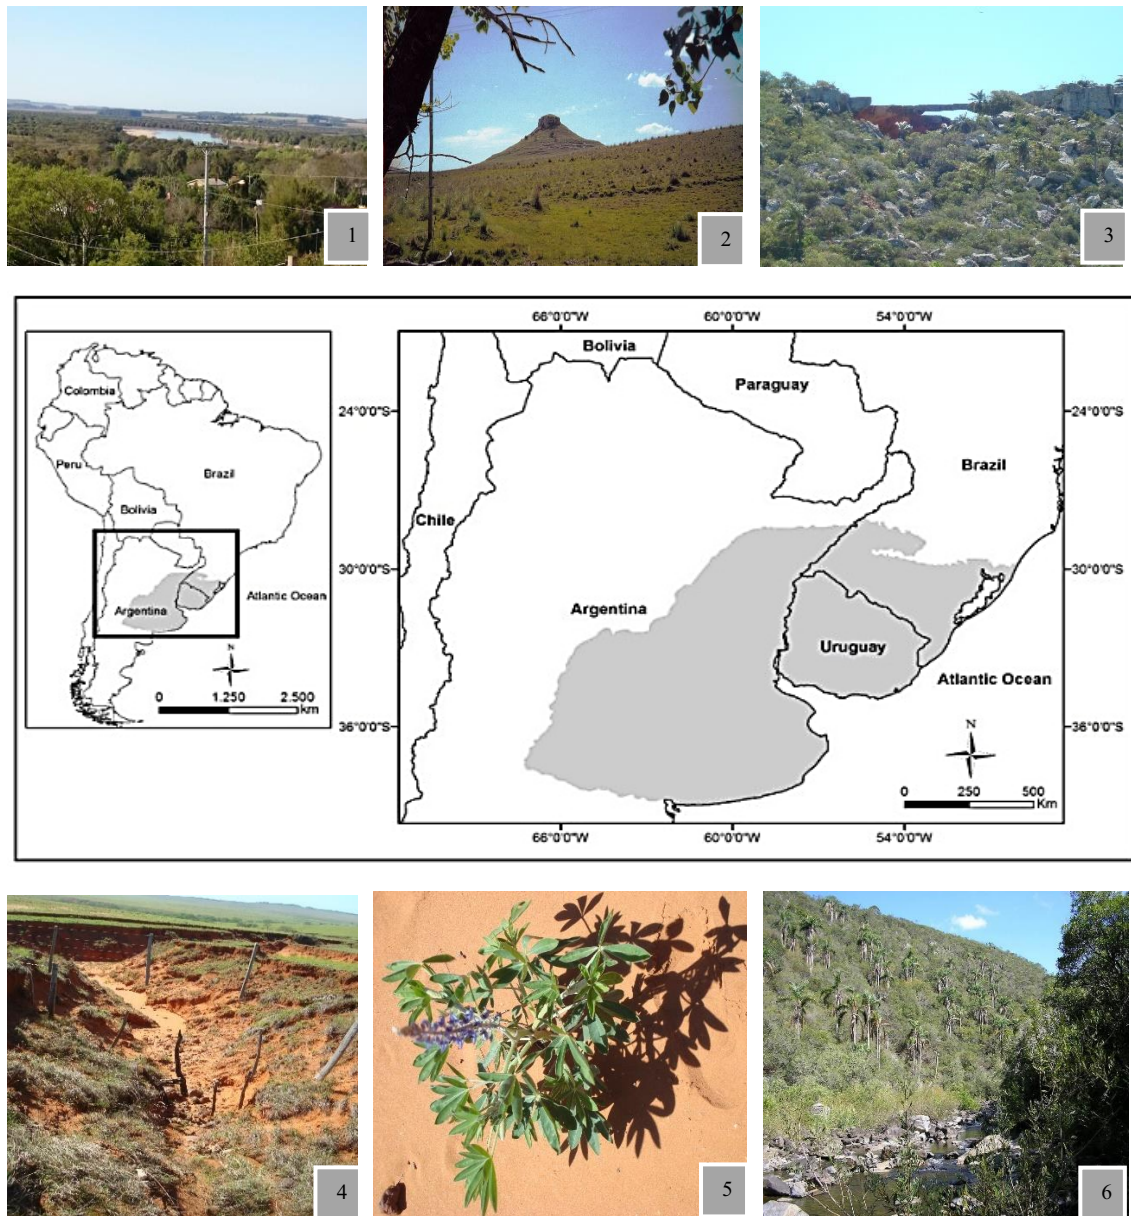 1
2
3
66°0'0"W 60°0'0"W 54°0'0"W
Bolivia
Paraguay
Brazil
Chile
Argentina
Uruguay
Atlantic Ocean
N
0 250 500
Km
24°0'0"S 24°0'0"S
30°0'0"S 30°0'0"S
36°0'0"S 36°0'0"S
66°0'0"W 60°0'0"W 54°0'0"W
Colombia
Peru
Brazil
Bolivia
Argentina
Atlantic Ocean
N
0 1.250 2.500
km
4
5
6